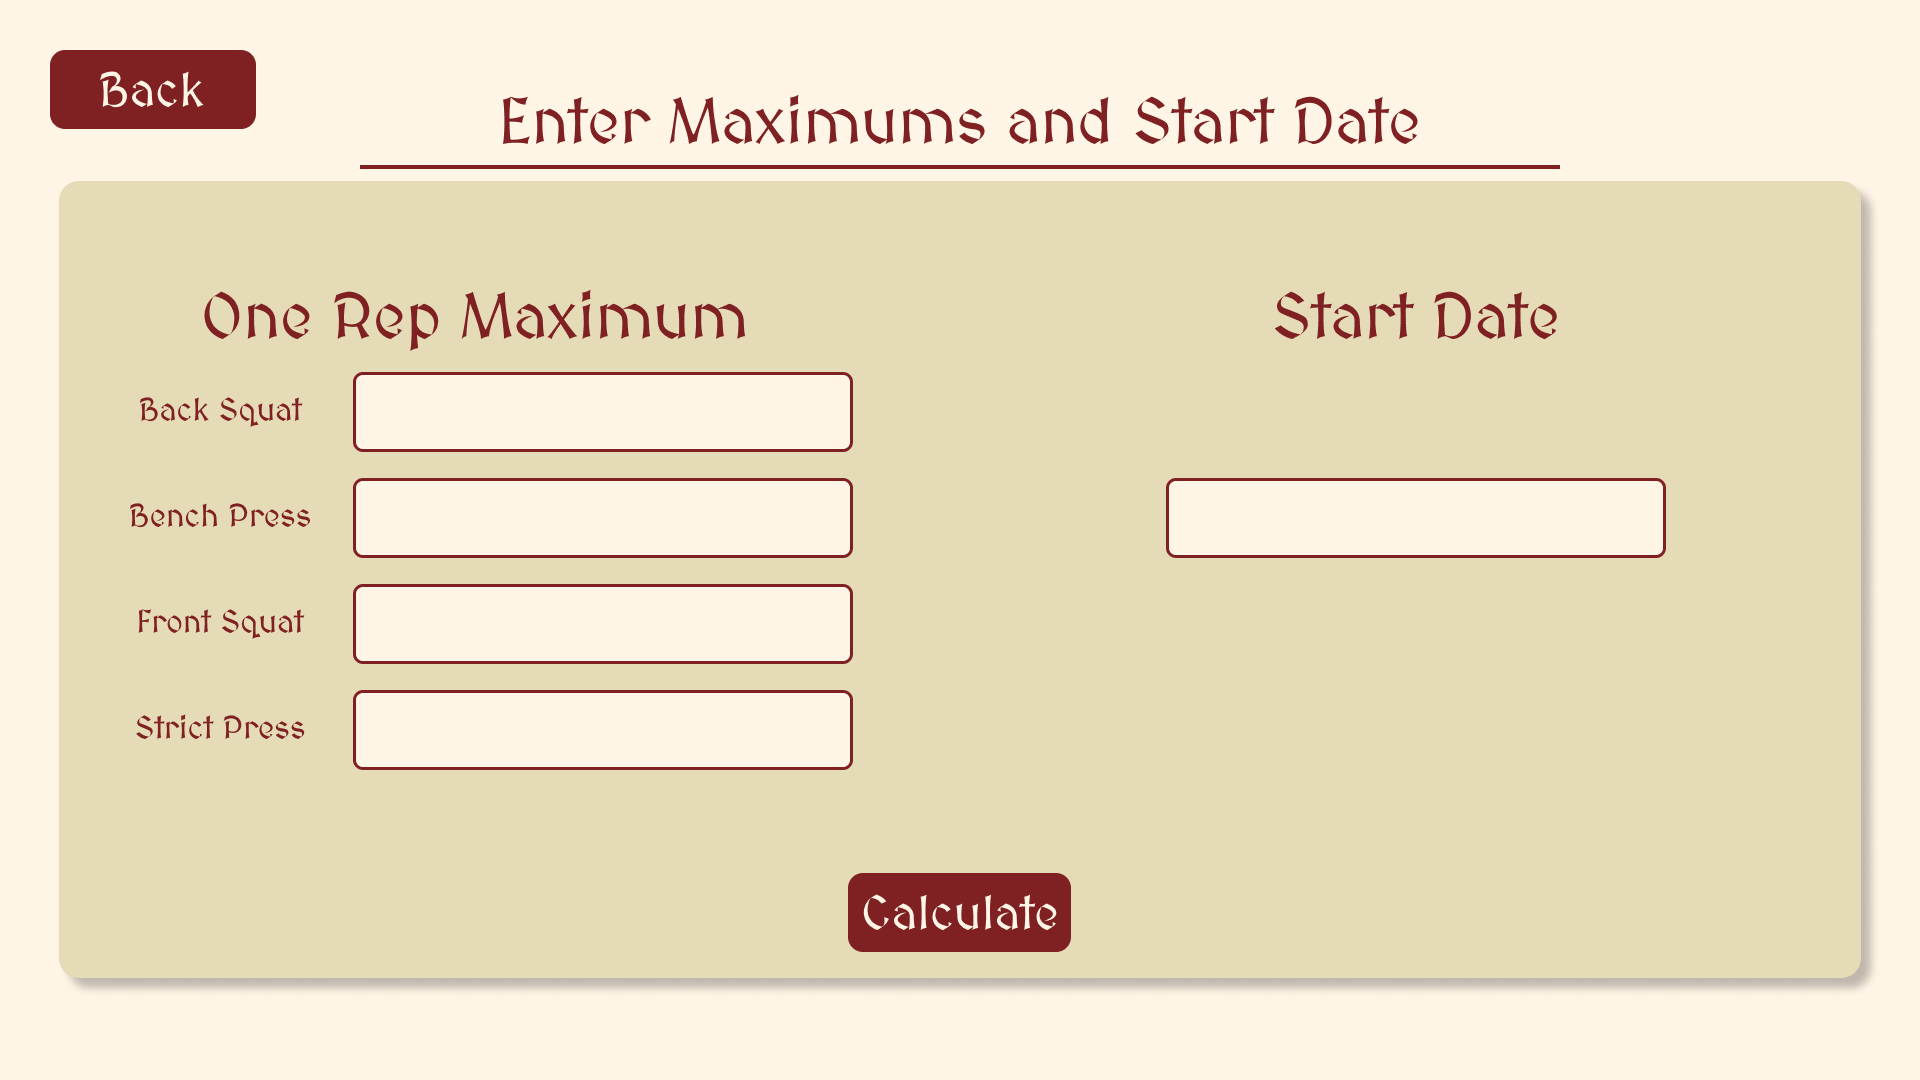 Back
Enter Maximums and Start Date
One Rep Maximum
Back Squat
Bench Press
Front Squat
Strict Press
Start Date
Calculate